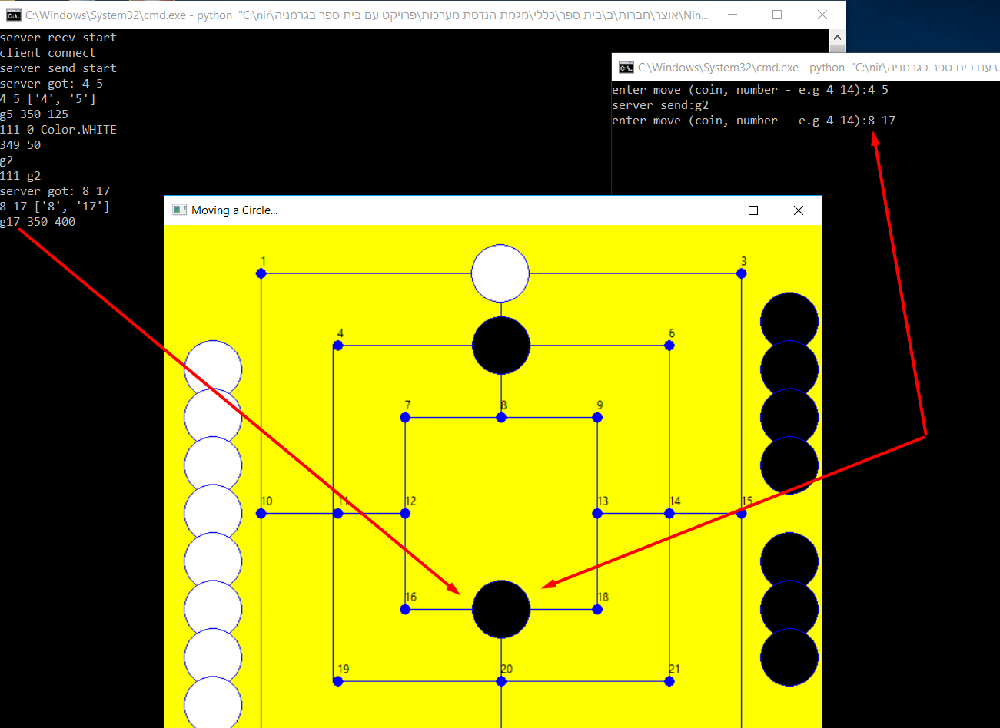 C:\Windows\System32\cmd.exe - python "C:\nir\אוצר\חברות\ב\בית ספר\כללי\מגמת הנדסת מערכות\פרויקט עם בית ספר בגרמניה\Nin...
server recv start
client connect
server send start
server got: 4 5
4 5 ['4', '5']
g5 350 125
111 0 Color.WHITE
349 50
g2
111 g2
server got: 8 17
8 17 ['8', '17']
g17 350 400
C:\Windows\System32\cmd.exe - python "C:\nir\ט עם בית ספר בגרמניה
enter move (coin, number - e.g 4 14):4 5
server send:g2
enter move (coin, number - e.g 4 14):8 17
Moving a Circle...
1 3
4 6
7 8 9
10 11 12 13 14 15
16 18
19 20 21